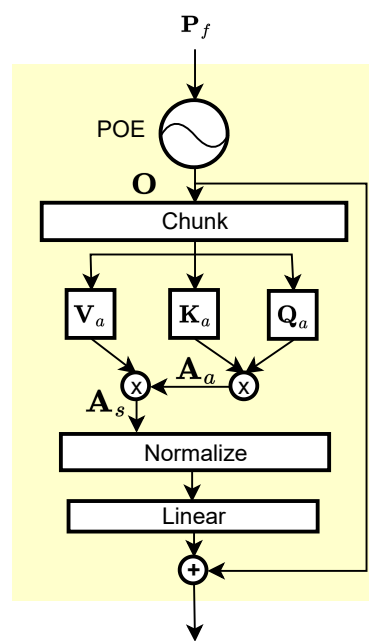 P_f
POE
O
Chunk
V_a K_a Q_a
x A_a x
A_s
Normalize
Linear
+